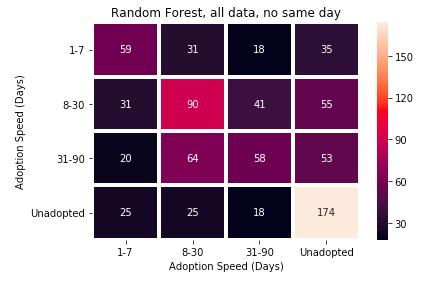 Random Forest, all data, no same day
Adoption Speed (Days)
1-7 59 31 18 35
8-30 31 90 41 55
31-90 20 64 58 53
Unadopted 25 25 18 174
1-7 8-30 31-90 Unadopted
Adoption Speed (Days)
150
120
90
60
30